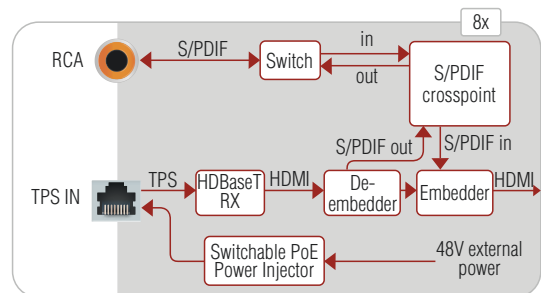 8x
RCA
S/PDIF
Switch
in
out
S/PDIF
crosspoint
S/PDIF out
S/PDIF in
TPS IN
TPS
HDBaseT
RX
HDMI
De-
embedder
Embedder
HDMI
Switchable PoE
Power Injector
48V external
power